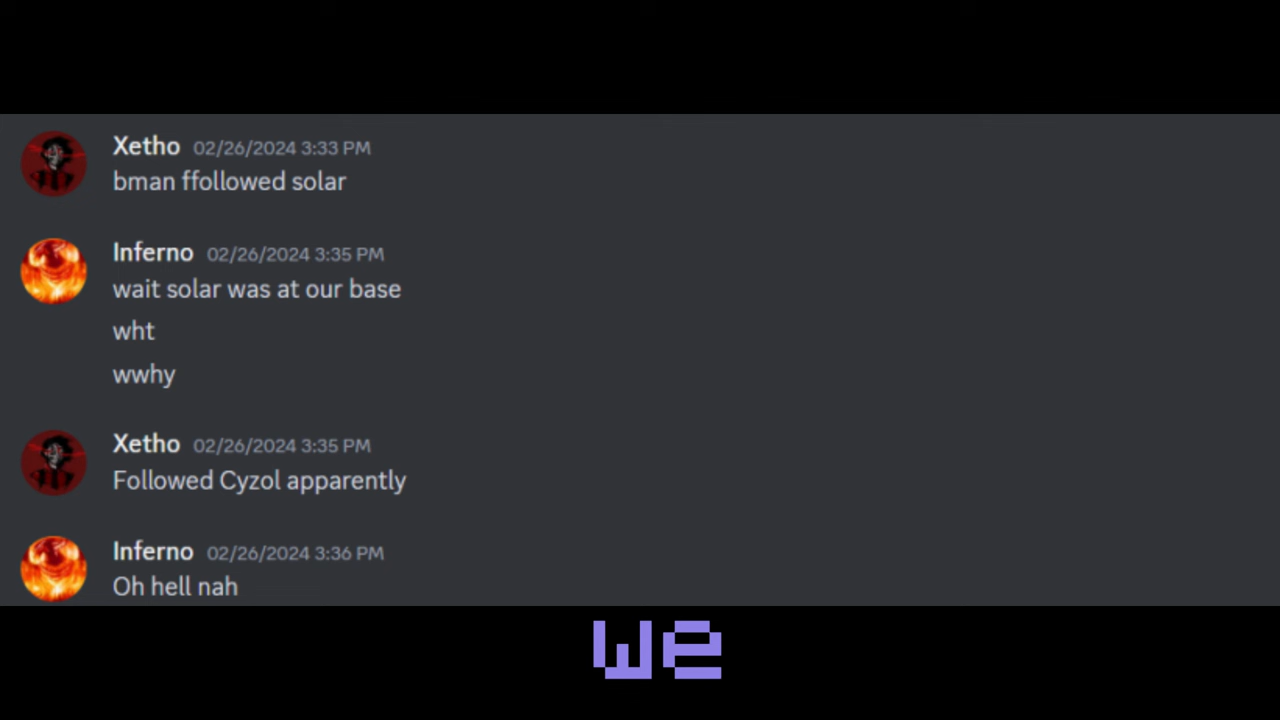 Xetho 02/26/2024 3:33 PM
bman ffollowed solar
Inferno 02/26/2024 3:35 PM
wait solar was at our base
wht
wwhy
Xetho 02/26/2024 3:35 PM
Followed Cyzol apparently
Inferno 02/26/2024 3:36 PM
Oh hell nah
we